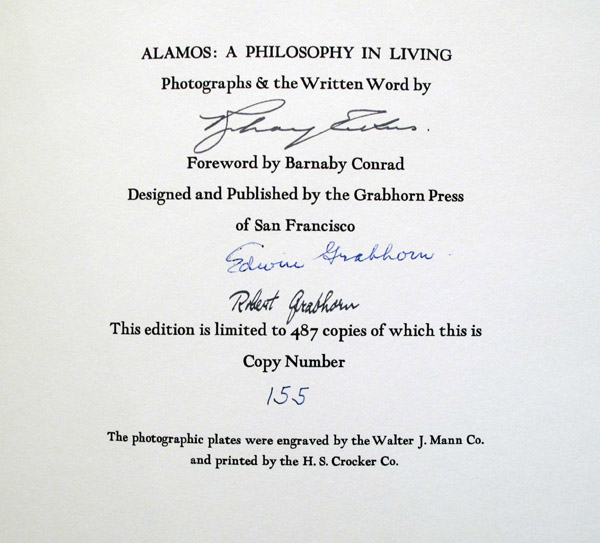 ALAMOS: A PHILOSOPHY IN LIVING
Photographs & the Written Word by
Foreword by Barnaby Conrad
Designed and Published by the Grabhorn Press
of San Francisco
Edwin Grabhorn.
Robert Grabhorn
This edition is limited to 487 copies of which this is
Copy Number
155
The photographic plates were engraved by the Walter J. Mann Co.
and printed by the H. S. Crocker Co.